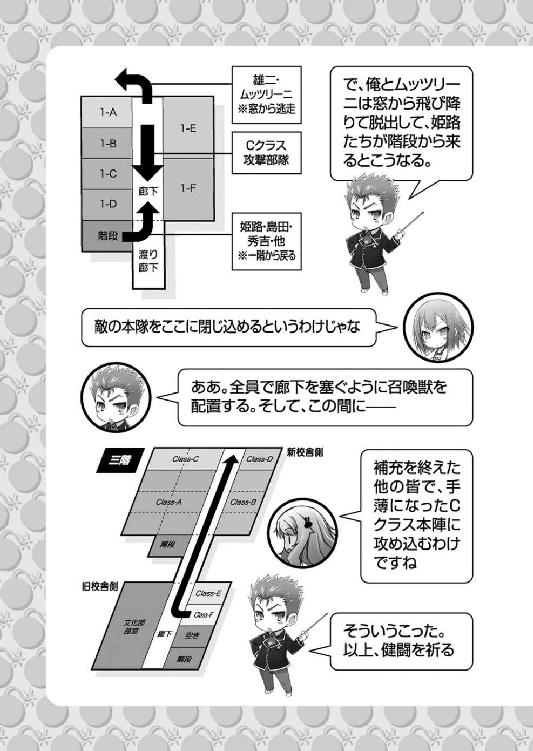 雄二・
ムッツリーニ
※窓から逃走
で、俺とムッツリー
ニは窓から飛び降
りて脱出して、姫路
たちが階段から来
るとこうなる。
1-A
1-B
1-C
1-D
階段
1-E
1-F
廊下
渡り
廊下
Cクラス
攻撃部隊
姫路・島田・
秀吉・他
※一階から戻る
敵の本隊をここに閉じ込めるというわけじゃな
ああ。全員で廊下を塞ぐように召喚獣を
配置する。そして、この間に――
三階
新校舎側
Class-C
Class-D
Class-A
Class-B
階段
補充を終えた
他の皆で、手
薄になったC
クラス本陣に
攻め込むわけ
ですね
旧校舎側
Class-E
Class-F
文化部
部室
廊下
空き
階段
そういうこった。
以上、健闘を祈る